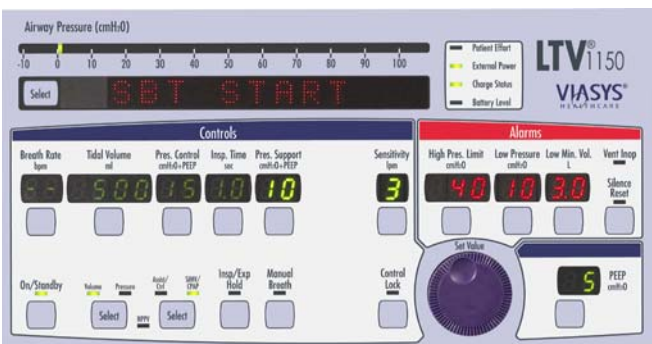 Airway Pressure (cmH₂O)
-10 0 10 20 30 40 50 60 70 80 90 100
Select
SBT START
Patient Effort
External Power
Charge Status
Battery Level
LTV® 1150
VIASYS®
HEALTHCARE
Controls
Breath Rate Tidal Volume Pres. Control Insp. Time Pres. Support Sensitivity
bpm ml cmH₂O+PEEP sec cmH₂O+PEEP lpm
-- 500 15 1.0 10 3
Alarms
High Pres. Limit Low Pressure Low Min. Vol. Vent Inop
cmH₂O cmH₂O L
40 10 3.0
Silence
Reset
Set Value
On/Standby
Volume Pressure
Select
NPPV
Assist/
Ctrl
SIMV/
CPAP
Select
Insp/Exp
Hold
Manual
Breath
Control
Lock
5
PEEP
cmH₂O